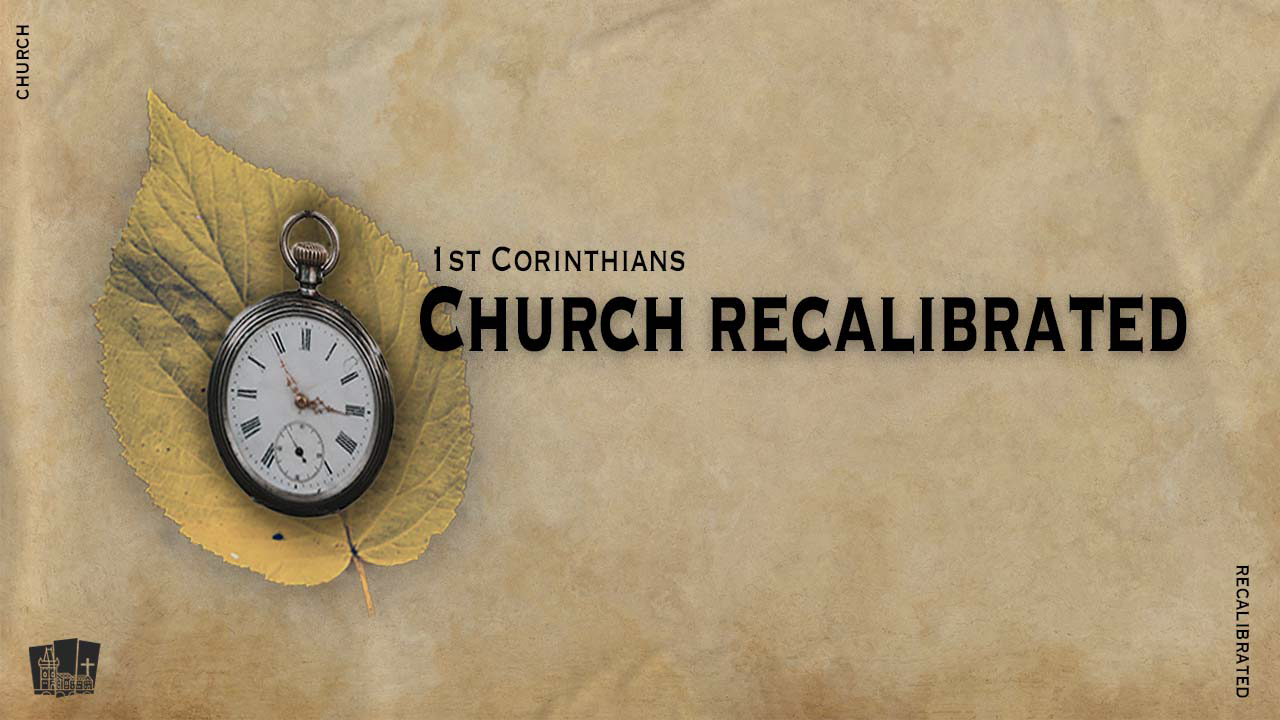 CHURCH
1ST CORINTHIANS
CHURCH RECALIBRATED
RECALIBRATED